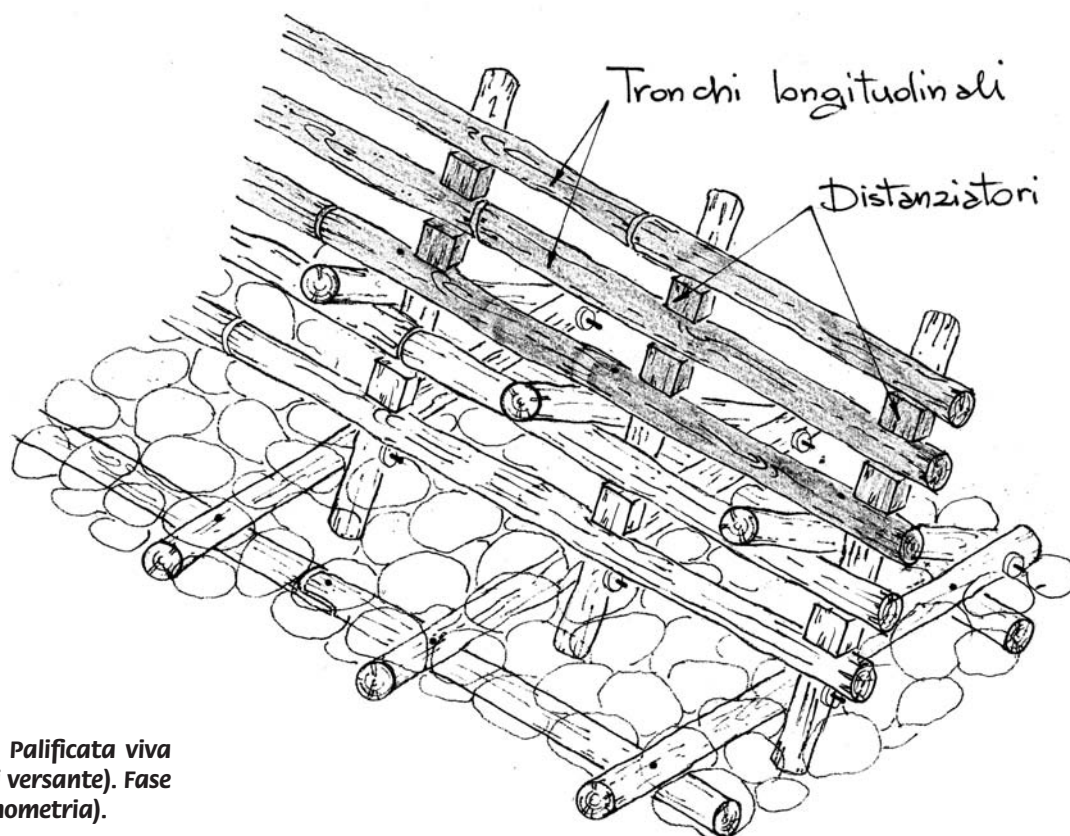 Tronchi longitudinali
Distanziatori
Palificata viva
versante). Fase
nometria).